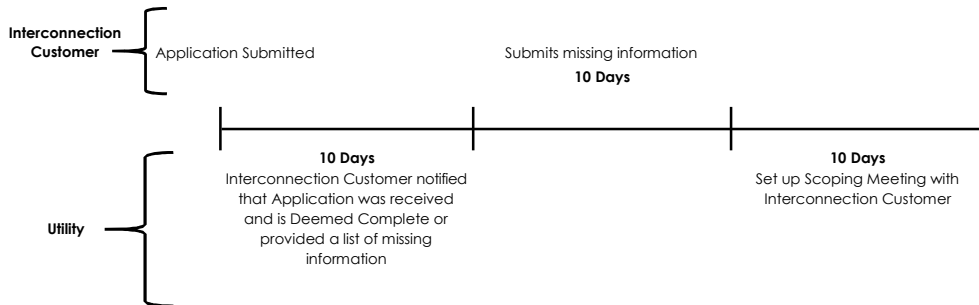 Interconnection
Customer
Application Submitted
Submits missing information
10 Days
10 Days
Interconnection Customer notified
that Application was received
and is Deemed Complete or
provided a list of missing
information
10 Days
Set up Scoping Meeting with
Interconnection Customer
Utility